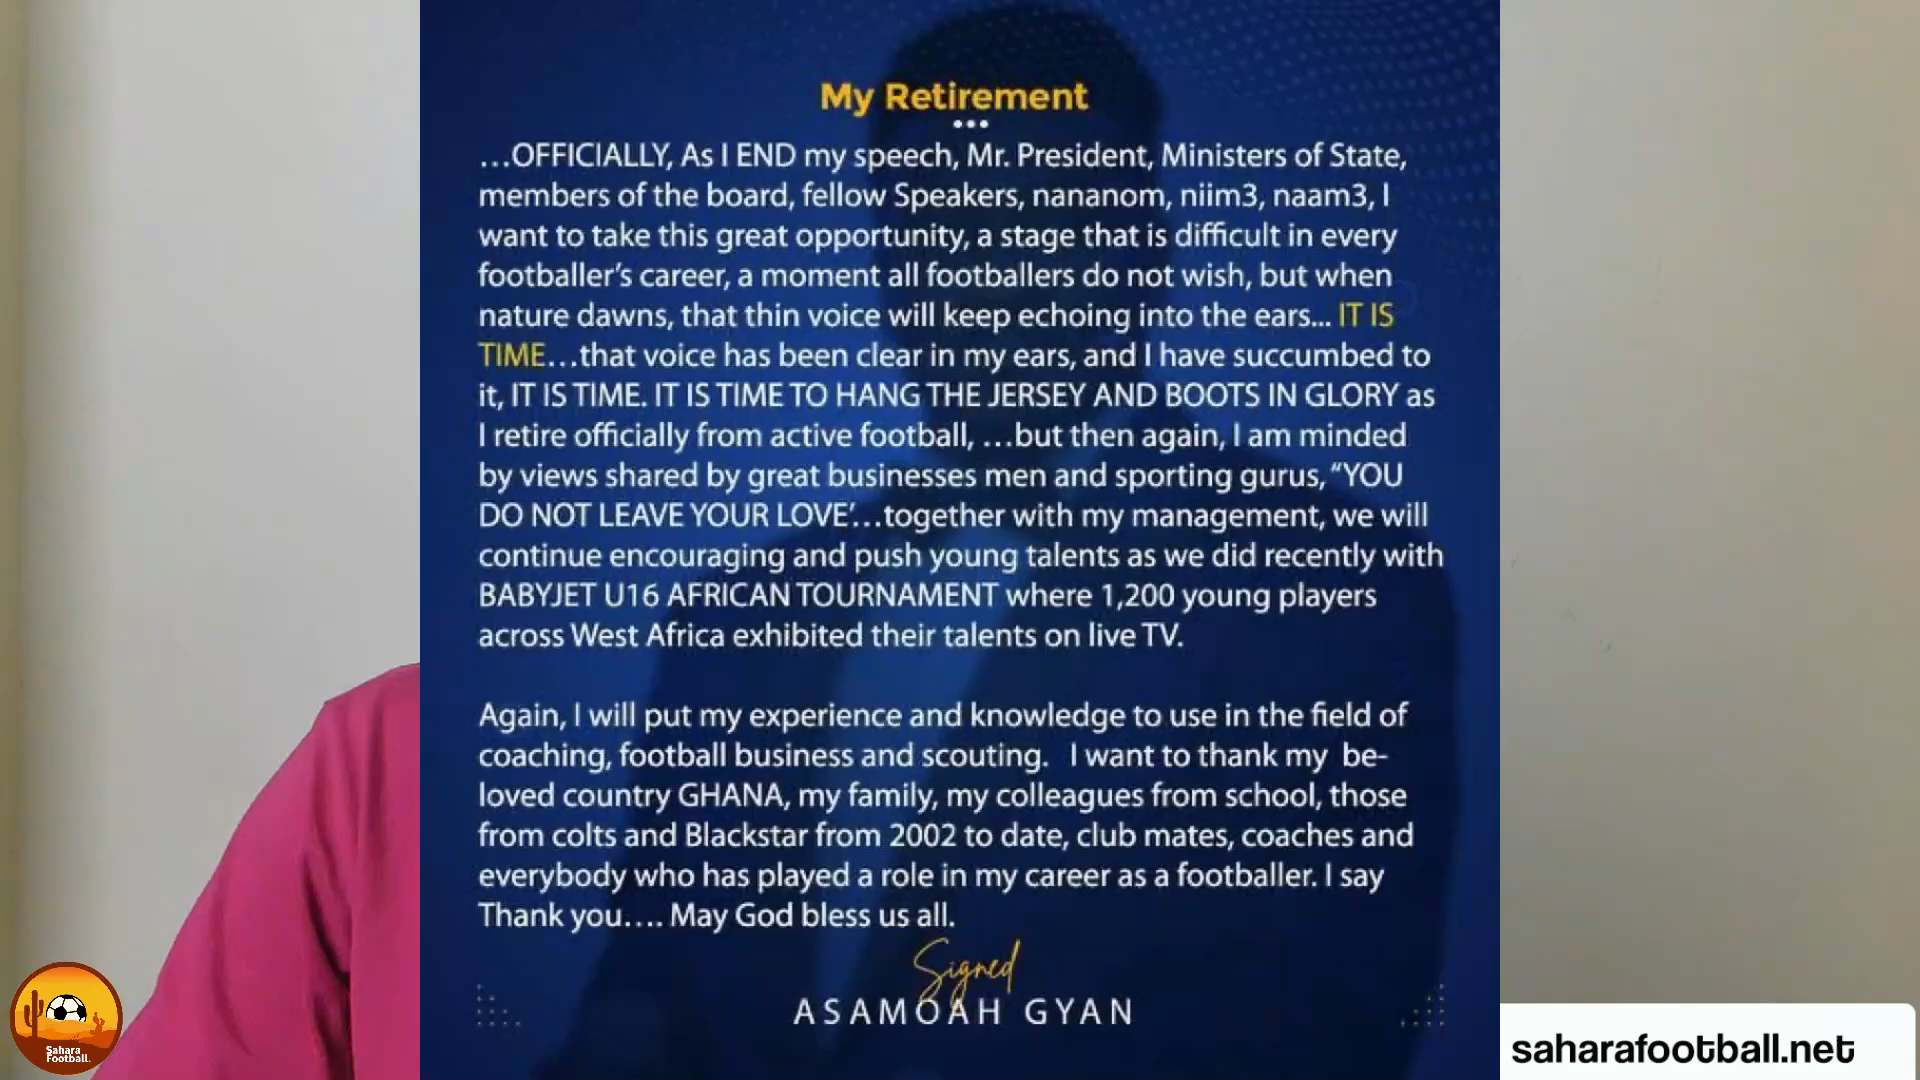 My Retirement
...OFFICIALLY, As I END my speech, Mr. President, Ministers of State,
members of the board, fellow Speakers, nananom, niim3, naam3, I
want to take this great opportunity, a stage that is difficult in every
footballer's career, a moment all footballers do not wish, but when
nature dawns, that thin voice will keep echoing into the ears... IT IS
TIME...that voice has been clear in my ears, and I have succumbed to
it, IT IS TIME. IT IS TIME TO HANG THE JERSEY AND BOOTS IN GLORY as
I retire officially from active football, ...but then again, I am minded
by views shared by great businesses men and sporting gurus, “YOU
DO NOT LEAVE YOUR LOVE’...together with my management, we will
continue encouraging and push young talents as we did recently with
BABYJET U16 AFRICAN TOURNAMENT where 1,200 young players
across West Africa exhibited their talents on live TV.
Again, I will put my experience and knowledge to use in the field of
coaching, football business and scouting. I want to thank my be-
loved country GHANA, my family, my colleagues from school, those
from colts and Blackstar from 2002 to date, club mates, coaches and
everybody who has played a role in my career as a footballer. I say
Thank you.... May God bless us all.
Signed
ASAMOAH GYAN
Sahara
Football.
saharafootball.net